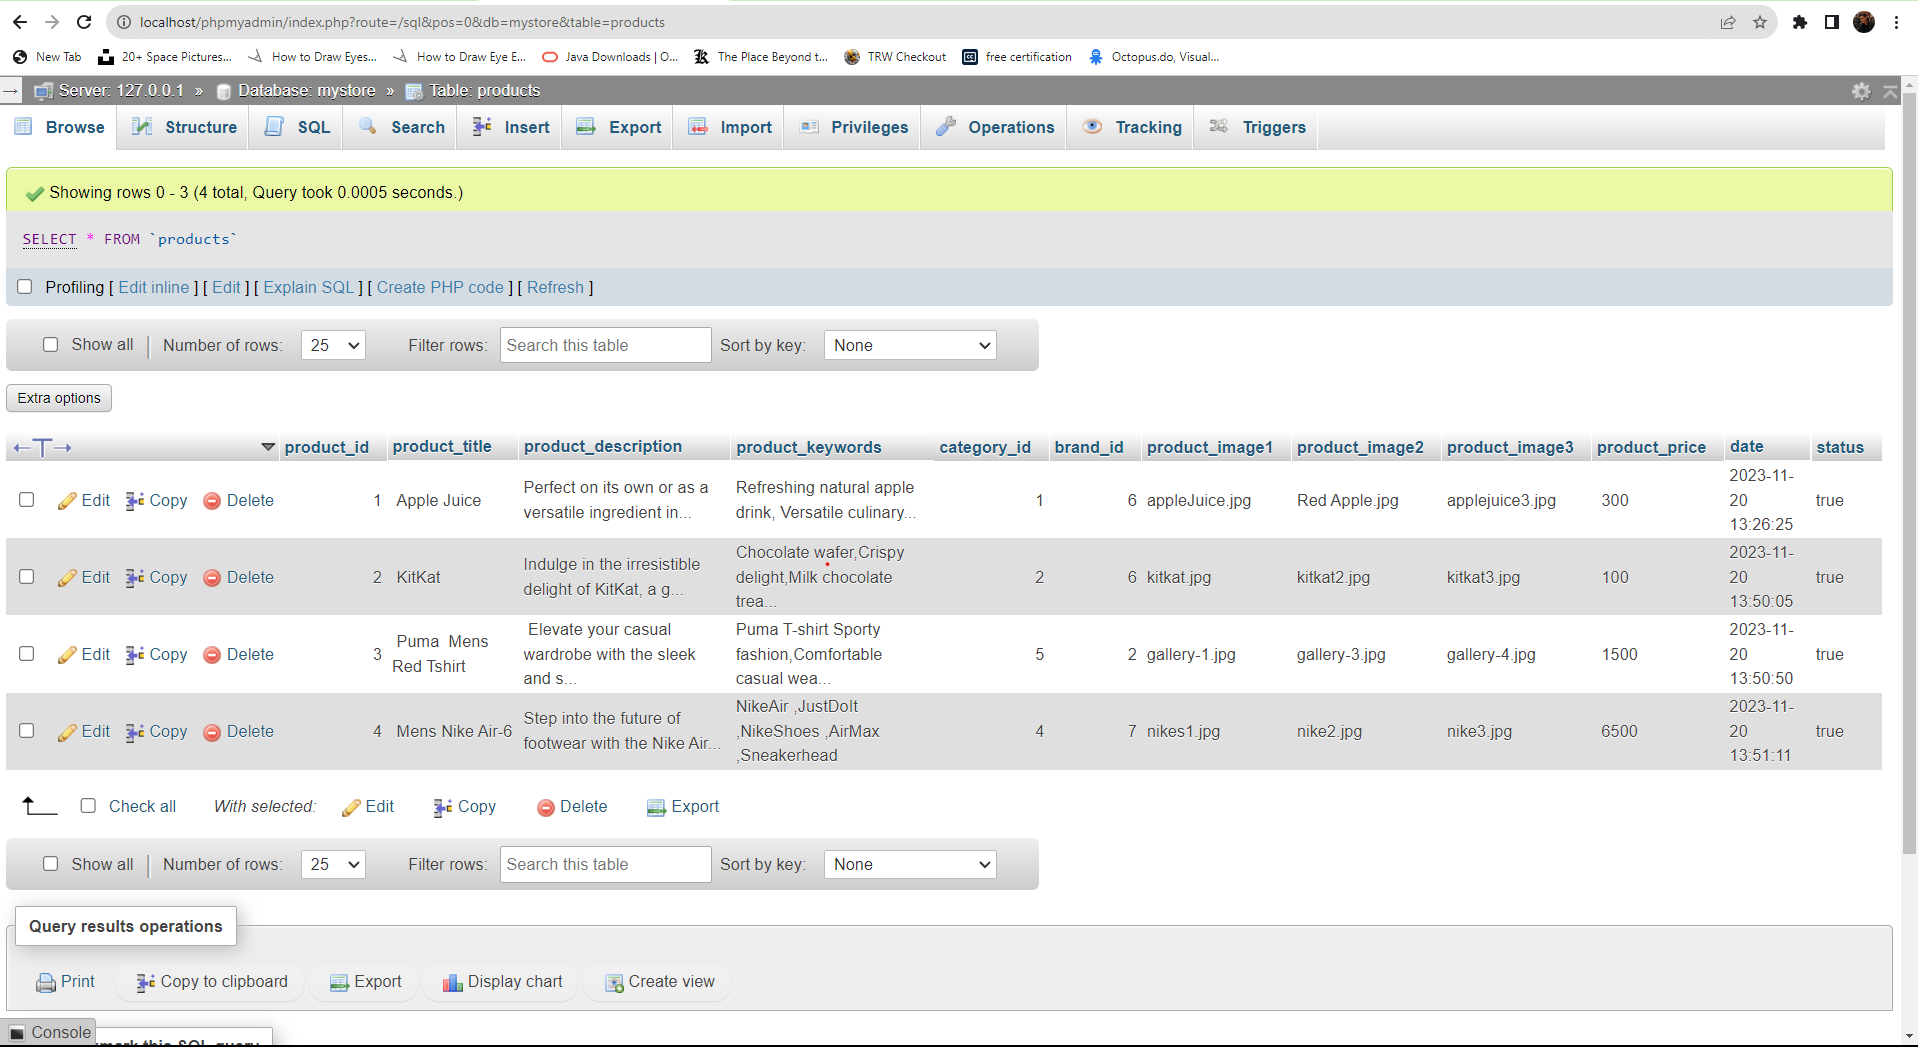 localhost/phpmyadmin/index.php?route=/sql&pos=0&db=mystore&table=products
New Tab 20+ Space Pictures... How to Draw Eyes... How to Draw Eye E... Java Downloads | O... The Place Beyond t... TRW Checkout free certification Octopus.do, Visual...
Server: 127.0.0.1 » Database: mystore » Table: products
Browse Structure SQL Search Insert Export Import Privileges Operations Tracking Triggers
Showing rows 0 - 3 (4 total, Query took 0.0005 seconds.)
SELECT * FROM `products`
Profiling [ Edit inline ] [ Edit ] [ Explain SQL ] [ Create PHP code ] [ Refresh ]
Show all Number of rows: 25 Filter rows: Search this table Sort by key: None
Extra options
product_id product_title product_description product_keywords category_id brand_id product_image1 product_image2 product_image3 product_price date status
Edit Copy Delete 1 Apple Juice Perfect on its own or as a versatile ingredient in... Refreshing natural apple drink, Versatile culinary... 1 6 appleJuice.jpg Red Apple.jpg applejuice3.jpg 300 2023-11-20 13:26:25 true
Edit Copy Delete 2 KitKat Indulge in the irresistible delight of KitKat, a g... Chocolate wafer,Crispy delight,Milk chocolate trea... 2 6 kitkat.jpg kitkat2.jpg kitkat3.jpg 100 2023-11-20 13:50:05 true
Edit Copy Delete 3 Puma Mens Red Tshirt Elevate your casual wardrobe with the sleek and s... Puma T-shirt Sporty fashion,Comfortable casual wea... 5 2 gallery-1.jpg gallery-3.jpg gallery-4.jpg 1500 2023-11-20 13:50:50 true
Edit Copy Delete 4 Mens Nike Air-6 Step into the future of footwear with the Nike Air... NikeAir ,JustDoIt ,NikeShoes ,AirMax ,Sneakerhead 4 7 nikes1.jpg nike2.jpg nike3.jpg 6500 2023-11-20 13:51:11 true
Check all With selected: Edit Copy Delete Export
Show all Number of rows: 25 Filter rows: Search this table Sort by key: None
Query results operations
Print Copy to clipboard Export Display chart Create view
Console
this SQL query